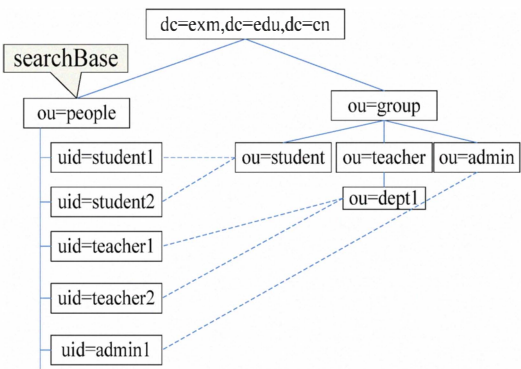 dc=exm,dc=edu,dc=cn
searchBase
ou=people
ou=group
uid=student1
ou=student
ou=teacher
ou=admin
uid=student2
ou=dept1
uid=teacher1
uid=teacher2
uid=admin1